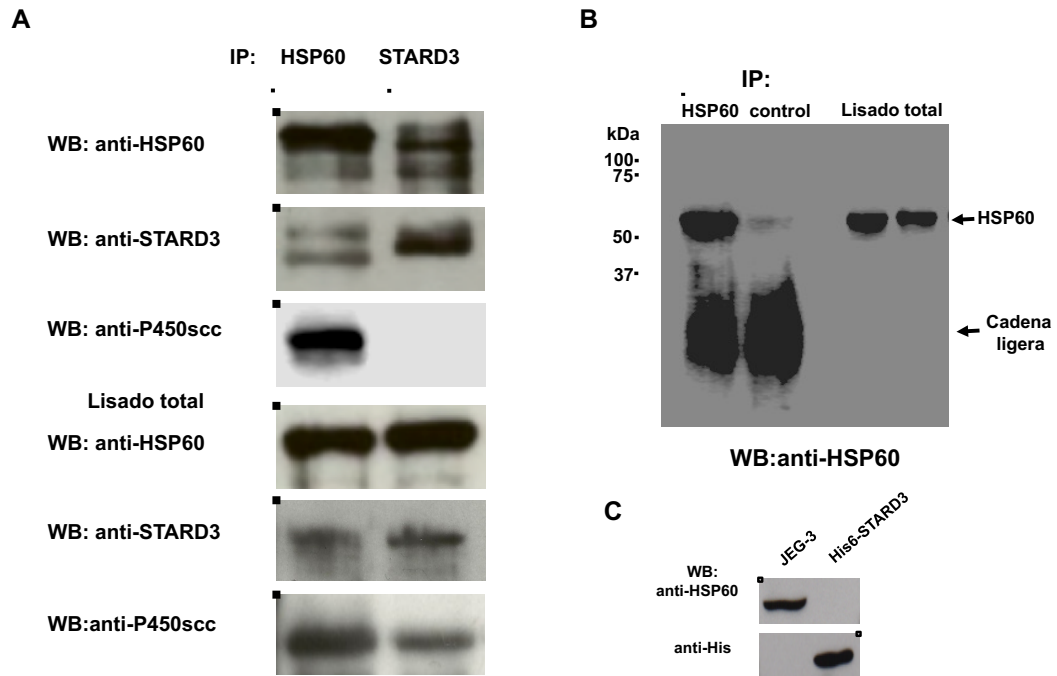 A
IP: HSP60 STARD3
WB: anti-HSP60
WB: anti-STARD3
WB: anti-P450scc
Lisado total
WB: anti-HSP60
WB: anti-STARD3
WB:anti-P450scc
B
IP:
HSP60 control Lisado total
kDa
100
75
50
37
HSP60
Cadena
ligera
WB:anti-HSP60
C
JEG-3
His6-STARD3
WB:
anti-HSP60
anti-His